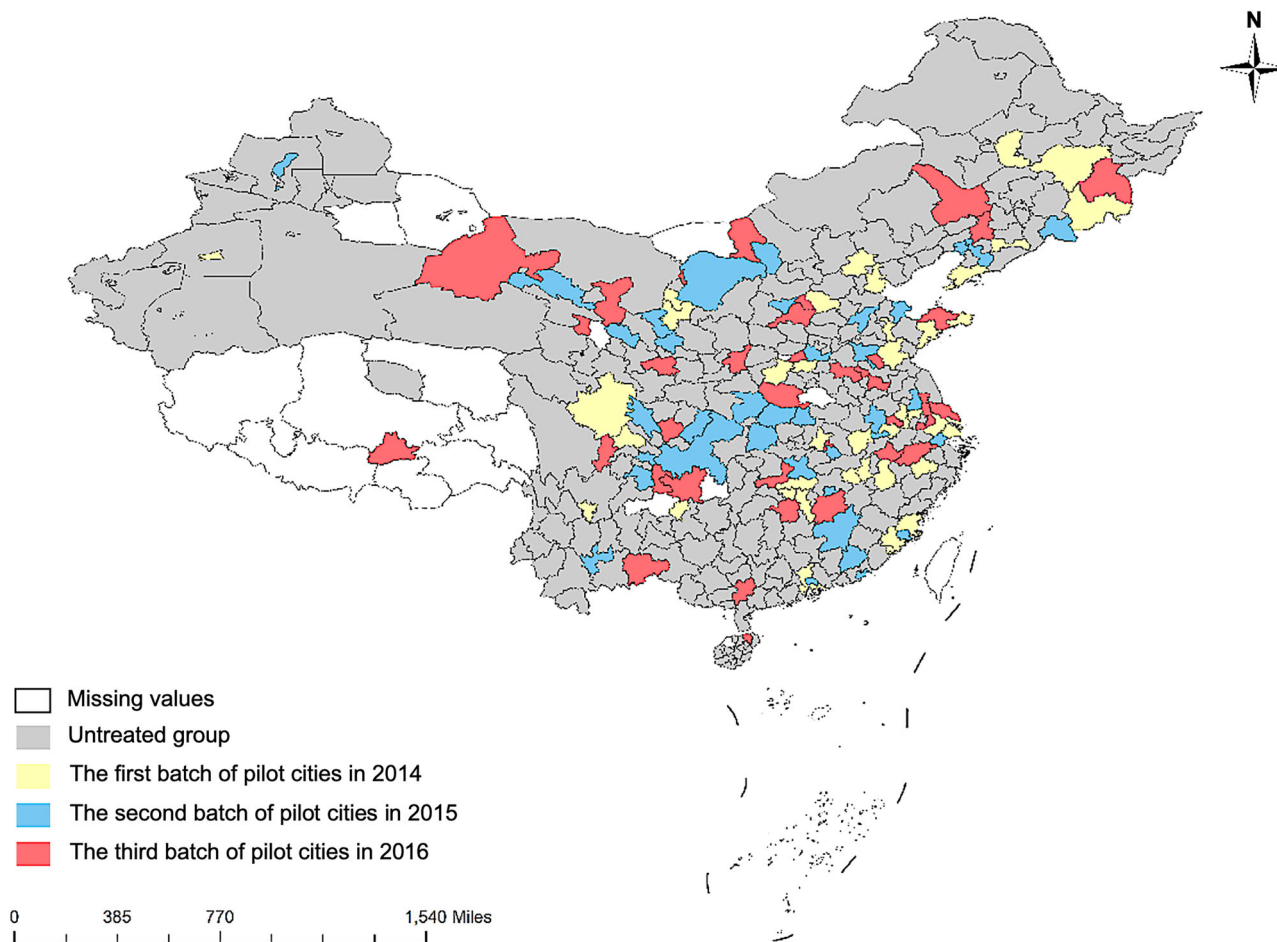 N
Missing values
Untreated group
The first batch of pilot cities in 2014
The second batch of pilot cities in 2015
The third batch of pilot cities in 2016
0 385 770 1,540 Miles